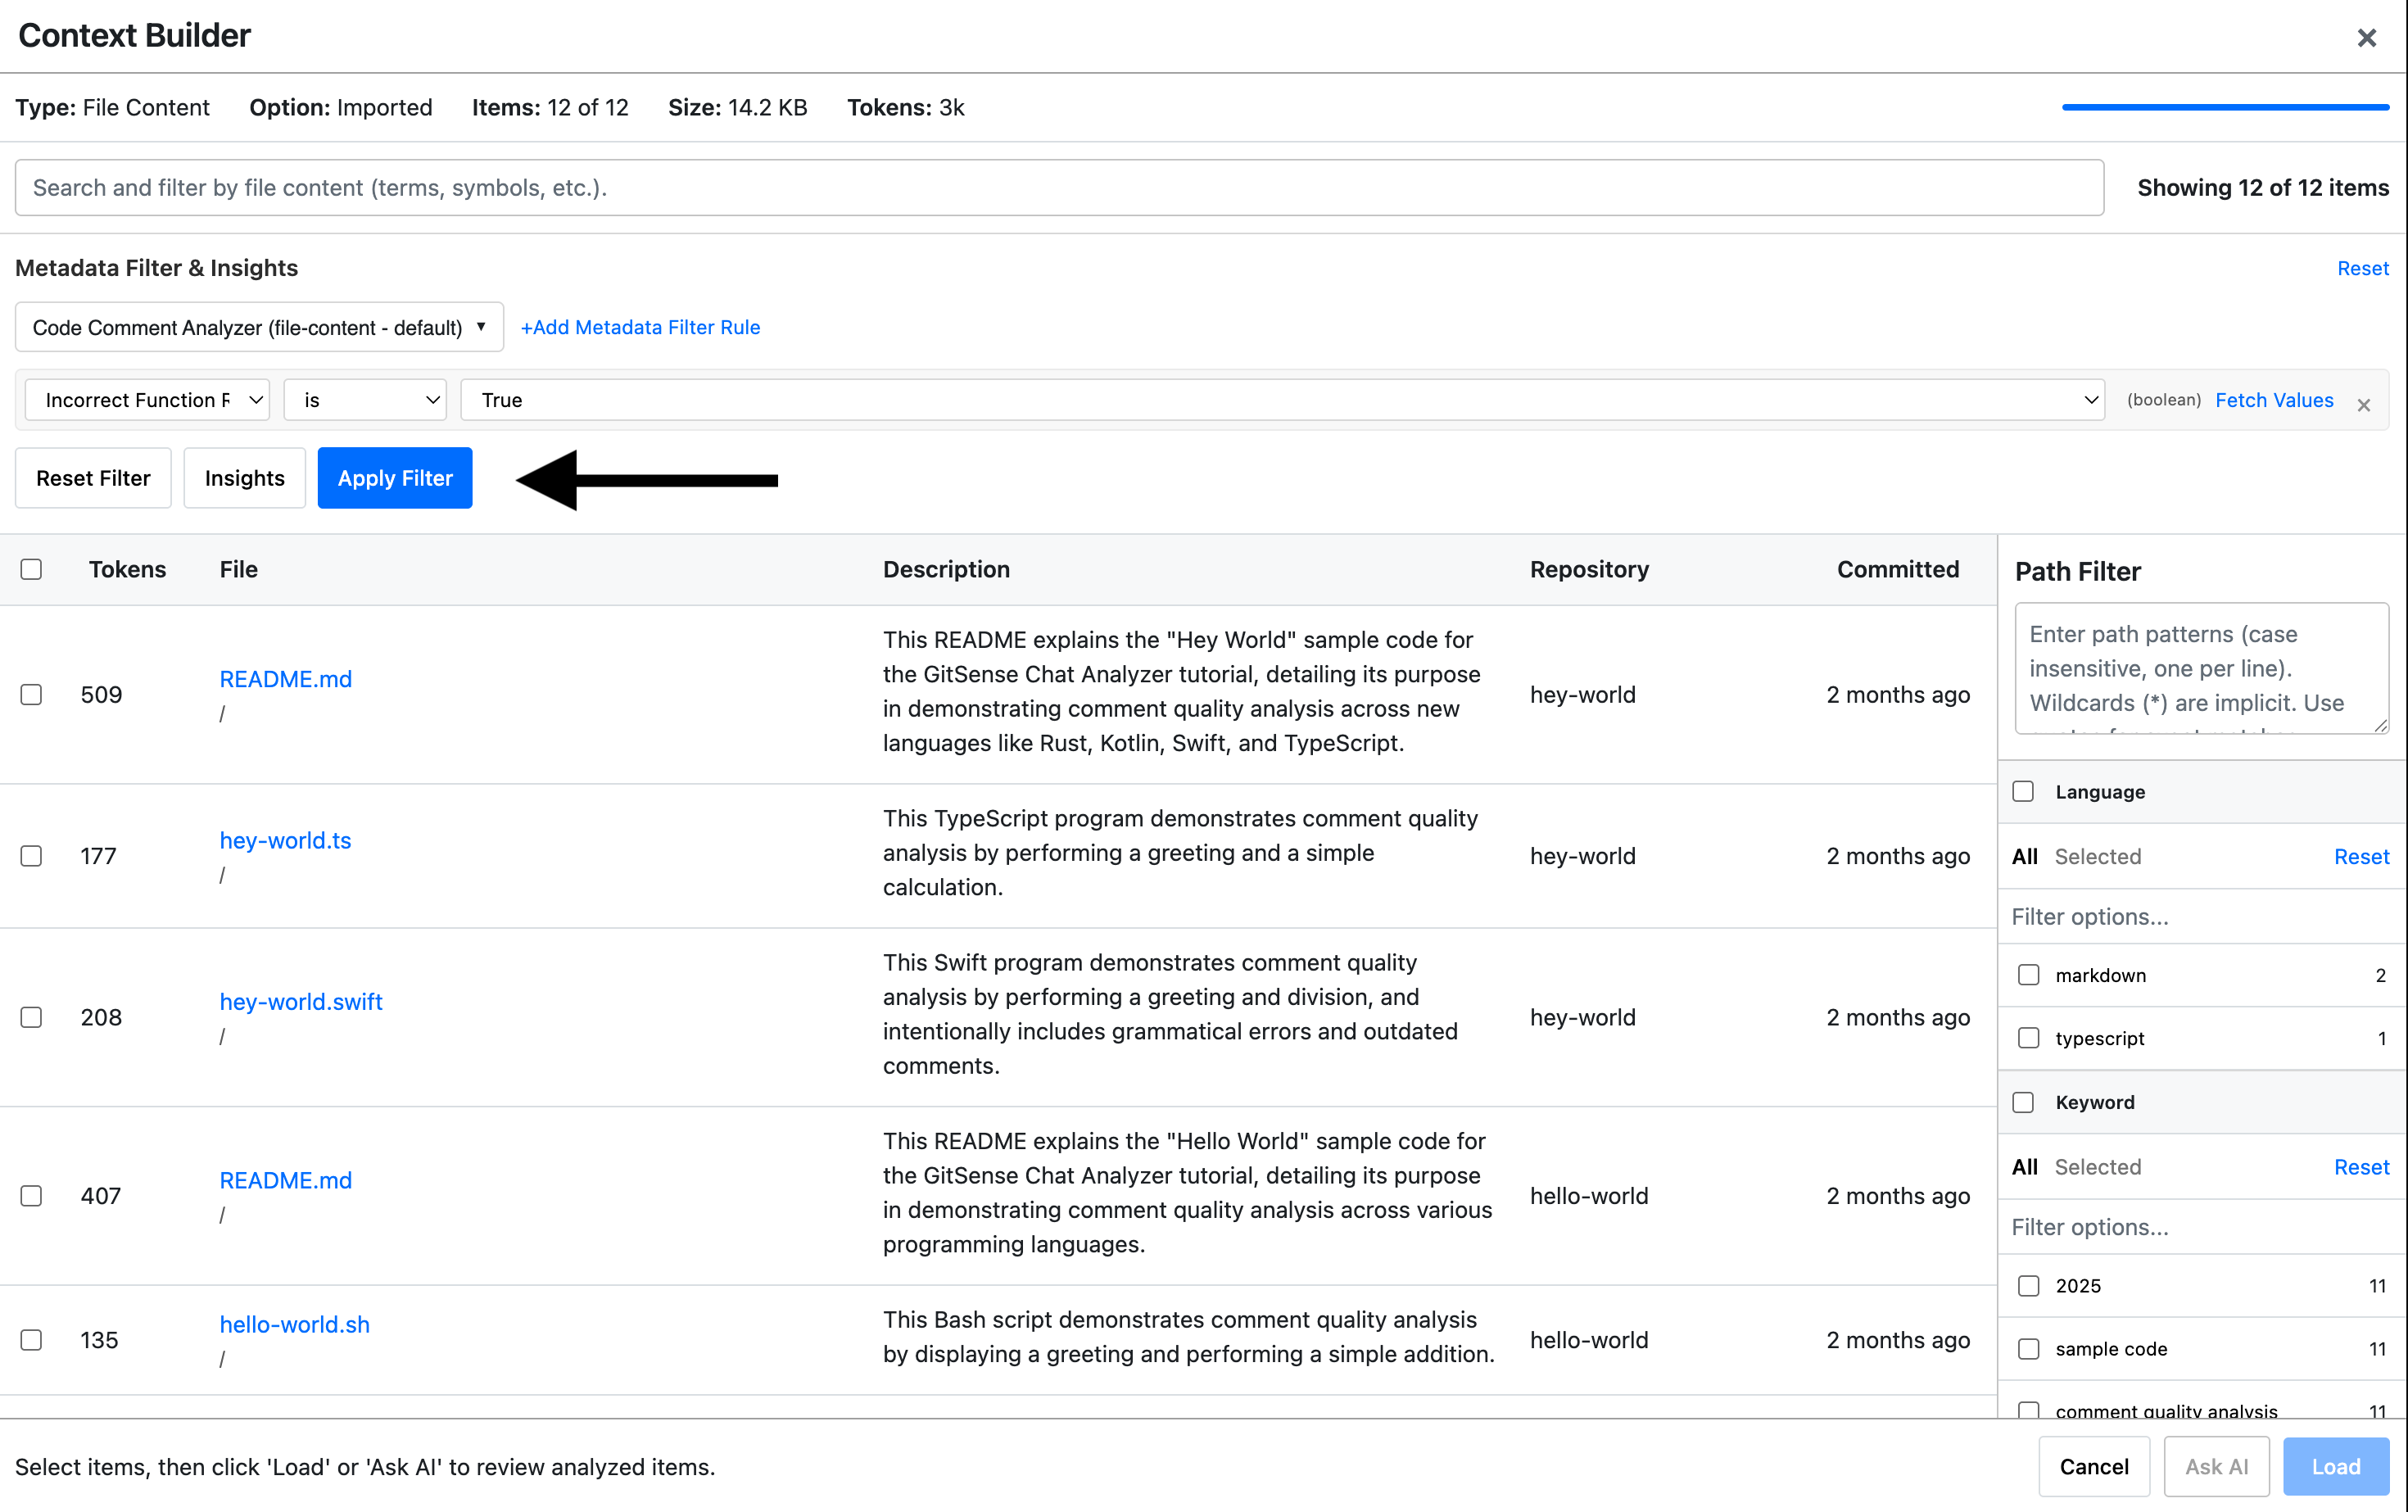 Context Builder
Type: File Content Option: Imported Items: 12 of 12 Size: 14.2 KB Tokens: 3k
Search and filter by file content (terms, symbols, etc.).
Showing 12 of 12 items
Metadata Filter & Insights
Reset
Code Comment Analyzer (file-content - default)
+Add Metadata Filter Rule
Incorrect Function
is
True
(boolean)
Fetch Values
Reset Filter
Insights
Apply Filter
Tokens File Description Repository Committed
509
README.md
/
This README explains the "Hey World" sample code for
the GitSense Chat Analyzer tutorial, detailing its purpose
in demonstrating comment quality analysis across new
languages like Rust, Kotlin, Swift, and TypeScript.
hey-world
2 months ago
177
hey-world.ts
/
This TypeScript program demonstrates comment quality
analysis by performing a greeting and a simple
calculation.
hey-world
2 months ago
208
hey-world.swift
/
This Swift program demonstrates comment quality
analysis by performing a greeting and division, and
intentionally includes grammatical errors and outdated
comments.
hey-world
2 months ago
407
README.md
/
This README explains the "Hello World" sample code for
the GitSense Chat Analyzer tutorial, detailing its purpose
in demonstrating comment quality analysis across various
programming languages.
hello-world
2 months ago
135
hello-world.sh
/
This Bash script demonstrates comment quality analysis
by displaying a greeting and performing a simple addition.
hello-world
2 months ago
Path Filter
Enter path patterns (case
insensitive, one per line).
Wildcards (*) are implicit. Use
Language
All Selected Reset
Filter options...
markdown 2
typescript 1
Keyword
All Selected Reset
Filter options...
2025 11
sample code 11
comment quality analysis 11
Select items, then click 'Load' or 'Ask AI' to review analyzed items.
Cancel
Ask AI
Load